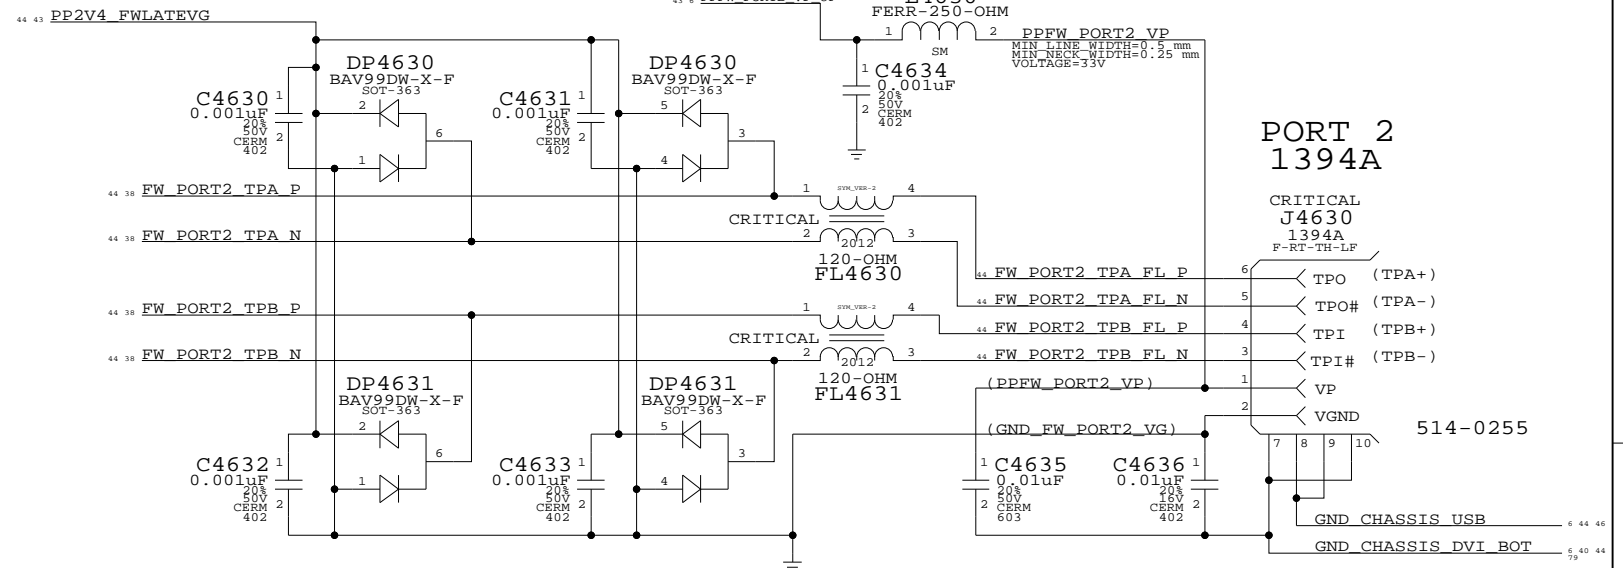 44 43 PP2V4_FWLATEVG
FERR-250-OHM
1 2
SM
PPFW_PORT2_VP
MIN_LINE_WIDTH=0.5 mm
MIN_NECK_WIDTH=0.25 mm
VOLTAGE=33V
C4634
0.001uF
20%
50V
CERM
402
1
2
DP4630
BAV99DW-X-F
SOT-363
2
6
1
C4630
0.001uF
20%
50V
CERM
402
1
2
DP4630
BAV99DW-X-F
SOT-363
5
3
4
C4631
0.001uF
20%
50V
CERM
402
1
2
PORT 2
1394A
CRITICAL
J4630
1394A
F-RT-TH-LF
44 38 FW_PORT2_TPA_P
44 38 FW_PORT2_TPA_N
1 SYM_VER-2 4
CRITICAL
2 2012 3
120-OHM
FL4630
44 FW_PORT2_TPA_FL_P 6 TPO (TPA+)
44 FW_PORT2_TPA_FL_N 5 TPO# (TPA-)
44 38 FW_PORT2_TPB_P
44 38 FW_PORT2_TPB_N
1 SYM_VER-2 4
CRITICAL
2 2012 3
120-OHM
FL4631
44 FW_PORT2_TPB_FL_P 4 TPI (TPB+)
44 FW_PORT2_TPB_FL_N 3 TPI# (TPB-)
(PPFW_PORT2_VP) 1 VP
(GND_FW_PORT2_VG) 2 VGND
514-0255
7 8 9 10
DP4631
BAV99DW-X-F
SOT-363
2
6
1
C4632
0.001uF
20%
50V
CERM
402
1
2
DP4631
BAV99DW-X-F
SOT-363
5
3
4
C4633
0.001uF
20%
50V
CERM
402
1
2
C4635
0.01uF
20%
50V
CERM
603
1
2
C4636
0.01uF
20%
16V
CERM
402
1
2
GND_CHASSIS_USB 6 44 46
GND_CHASSIS_DVI_BOT 6 40 44
79